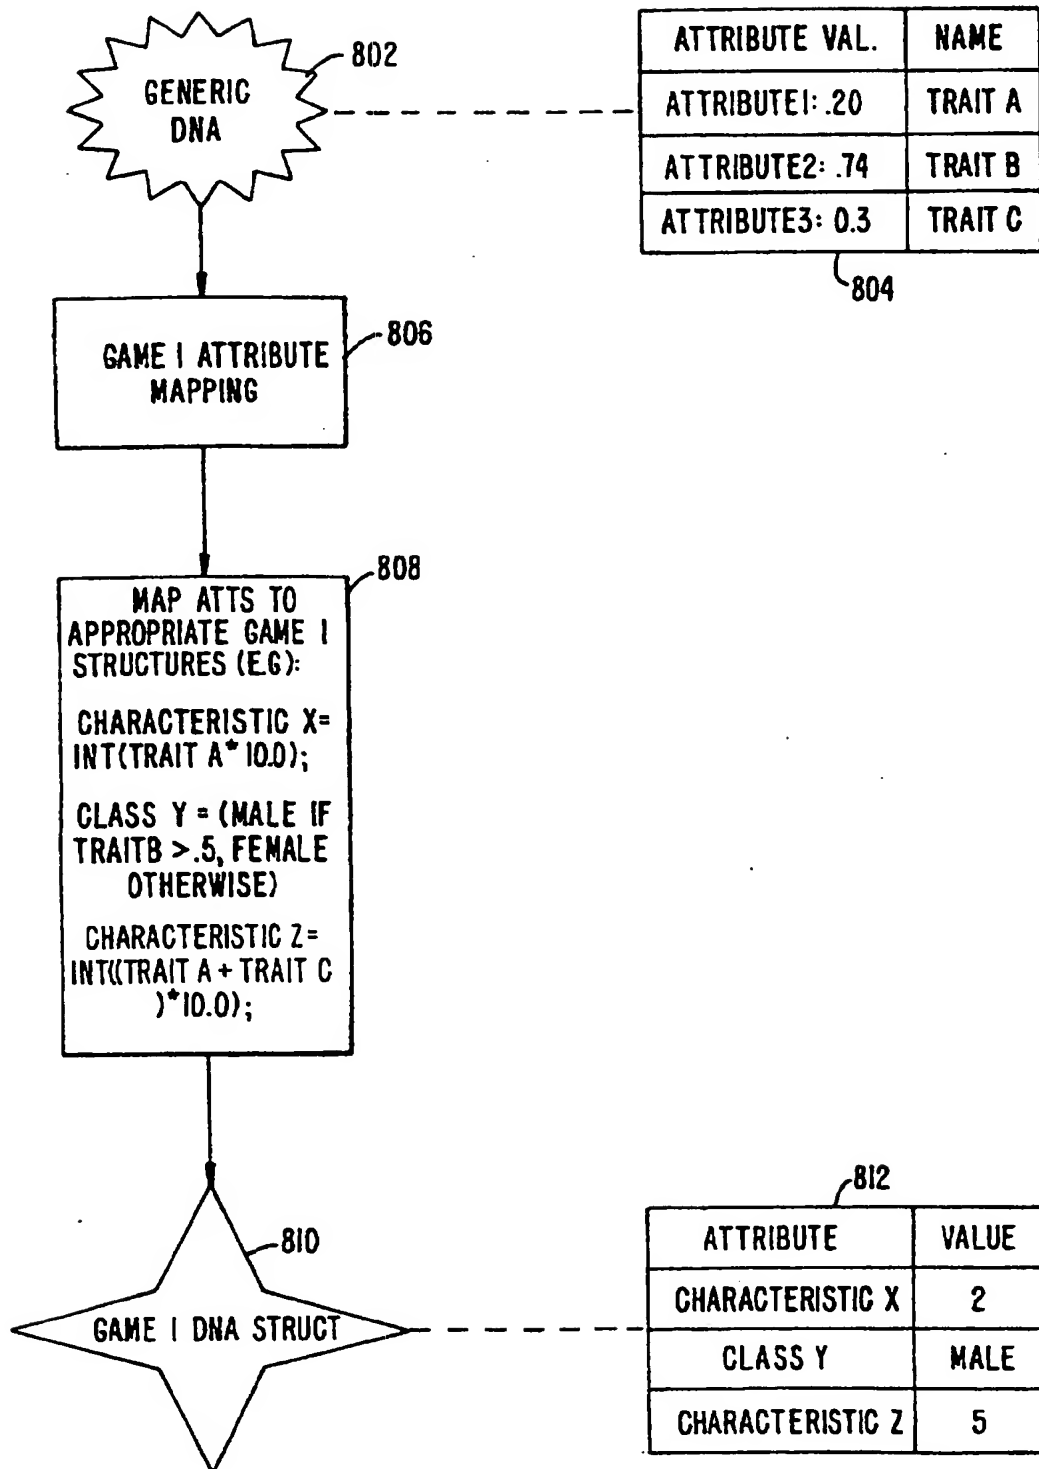 802
GENERIC
DNA
ATTRIBUTE VAL. NAME
ATTRIBUTE1: .20 TRAIT A
ATTRIBUTE2: .74 TRAIT B
ATTRIBUTE3: 0.3 TRAIT C
804
806
GAME 1 ATTRIBUTE
MAPPING
808
MAP ATTS TO
APPROPRIATE GAME 1
STRUCTURES (E.G):
CHARACTERISTIC X=
INT(TRAIT A* 10.0);
CLASS Y = (MALE IF
TRAITB >.5, FEMALE
OTHERWISE)
CHARACTERISTIC Z=
INT((TRAIT A + TRAIT C
)*10.0);
810
GAME 1 DNA STRUCT
812
ATTRIBUTE VALUE
CHARACTERISTIC X 2
CLASS Y MALE
CHARACTERISTIC Z 5